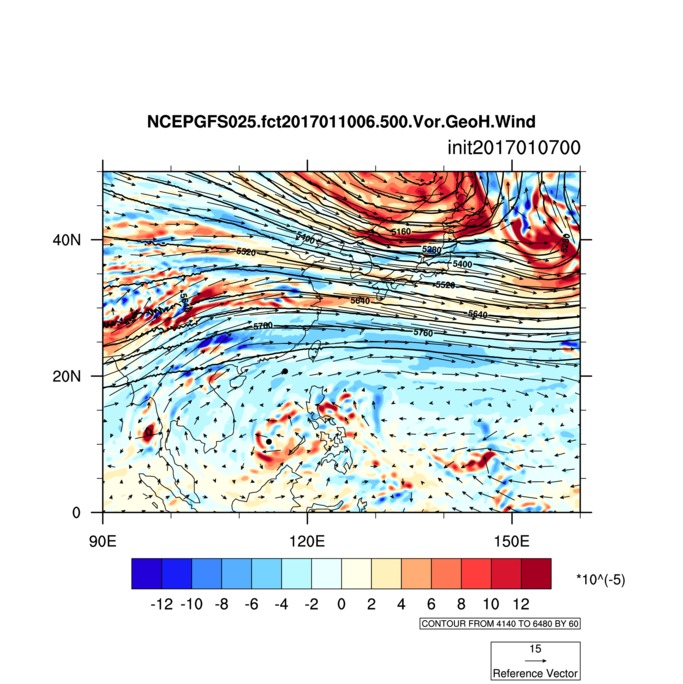 NCEPGFS025.fct2017011006.500.Vor.GeoH.Wind
init2017010700
40N
20N
0
90E 120E 150E
5160
5400 5280
5520 5400
5520
5640 5640
5760 5760
-12 -10 -8 -6 -4 -2 0 2 4 6 8 10 12
*10^(-5)
CONTOUR FROM 4140 TO 6480 BY 60
15
Reference Vector